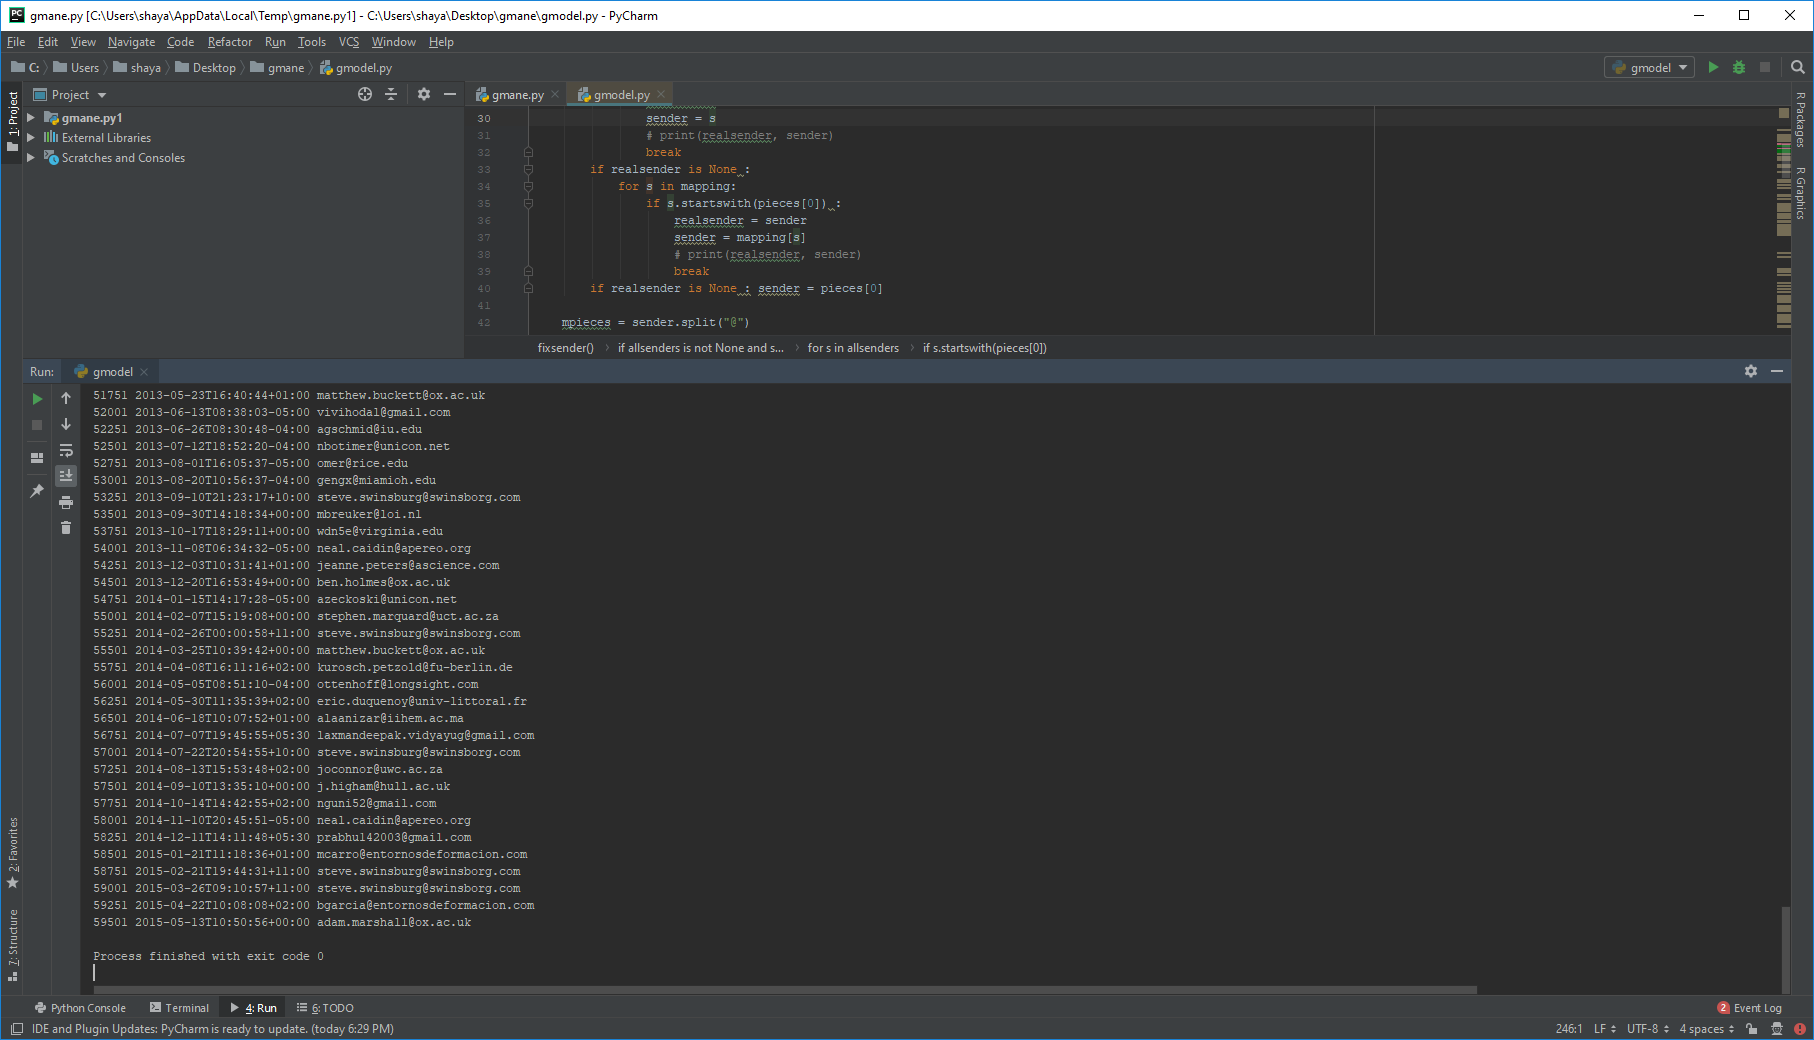 gmane.py [C:\Users\shaya\AppData\Local\Temp\gmane.py1] - C:\Users\shaya\Desktop\gmane\gmodel.py - PyCharm
File Edit View Navigate Code Refactor Run Tools VCS Window Help
C: Users shaya Desktop gmane gmodel.py
gmodel
1: Project
Project
gmane.py1
External Libraries
Scratches and Consoles
gmane.py gmodel.py
30 sender = s
31 # print(realsender, sender)
32 break
33 if realsender is None :
34 for s in mapping:
35 if s.startswith(pieces[0]) :
36 realsender = sender
37 sender = mapping[s]
38 # print(realsender, sender)
39 break
40 if realsender is None : sender = pieces[0]
41
42 mpieces = sender.split("@")
fixsender() if allsenders is not None and s... for s in allsenders if s.startswith(pieces[0])
R Packages
R Graphics
Run: gmodel
51751 2013-05-23T16:40:44+01:00 matthew.buckett@ox.ac.uk
52001 2013-06-13T08:38:03-05:00 vivihodal@gmail.com
52251 2013-06-26T08:30:48-04:00 agschmid@iu.edu
52501 2013-07-12T18:52:20-04:00 nbotimer@unicon.net
52751 2013-08-01T16:05:37-05:00 omer@rice.edu
53001 2013-08-20T10:56:37-04:00 gengx@miamioh.edu
53251 2013-09-10T21:23:17+10:00 steve.swinsburg@swinsborg.com
53501 2013-09-30T14:18:34+00:00 mbreuker@loi.nl
53751 2013-10-17T18:29:11+00:00 wdn5e@virginia.edu
54001 2013-11-08T06:34:32-05:00 neal.caidin@apereo.org
54251 2013-12-03T10:31:41+01:00 jeanne.peters@ascience.com
54501 2013-12-20T16:53:49+00:00 ben.holmes@ox.ac.uk
54751 2014-01-15T14:17:28-05:00 azeckoski@unicon.net
55001 2014-02-07T15:19:08+00:00 stephen.marquard@uct.ac.za
55251 2014-02-26T00:00:58+11:00 steve.swinsburg@swinsborg.com
55501 2014-03-25T10:39:42+00:00 matthew.buckett@ox.ac.uk
55751 2014-04-08T16:11:16+02:00 kurosch.petzold@fu-berlin.de
56001 2014-05-05T08:51:10-04:00 ottenhoff@longsight.com
56251 2014-05-30T11:35:39+02:00 eric.duquenoy@univ-littoral.fr
56501 2014-06-18T10:07:52+01:00 alaanizar@iihem.ac.ma
56751 2014-07-07T19:45:55+05:30 laxmandeepak.vidyayug@gmail.com
57001 2014-07-22T20:54:55+10:00 steve.swinsburg@swinsborg.com
57251 2014-08-13T15:53:48+02:00 joconnor@uwc.ac.za
57501 2014-09-10T13:35:10+00:00 j.higham@hull.ac.uk
57751 2014-10-14T14:42:55+02:00 nguni52@gmail.com
58001 2014-11-10T20:45:51-05:00 neal.caidin@apereo.org
58251 2014-12-11T14:11:48+05:30 prabhu142003@gmail.com
58501 2015-01-21T11:18:36+01:00 mcarro@entornosdeformacion.com
58751 2015-02-21T19:44:31+11:00 steve.swinsburg@swinsborg.com
59001 2015-03-26T09:10:57+11:00 steve.swinsburg@swinsborg.com
59251 2015-04-22T10:08:08+02:00 bgarcia@entornosdeformacion.com
59501 2015-05-13T10:50:56+00:00 adam.marshall@ox.ac.uk
Process finished with exit code 0
2: Favorites
7: Structure
Python Console Terminal 4: Run 6: TODO 2 Event Log
IDE and Plugin Updates: PyCharm is ready to update. (today 6:29 PM) 246:1 LF UTF-8 4 spaces